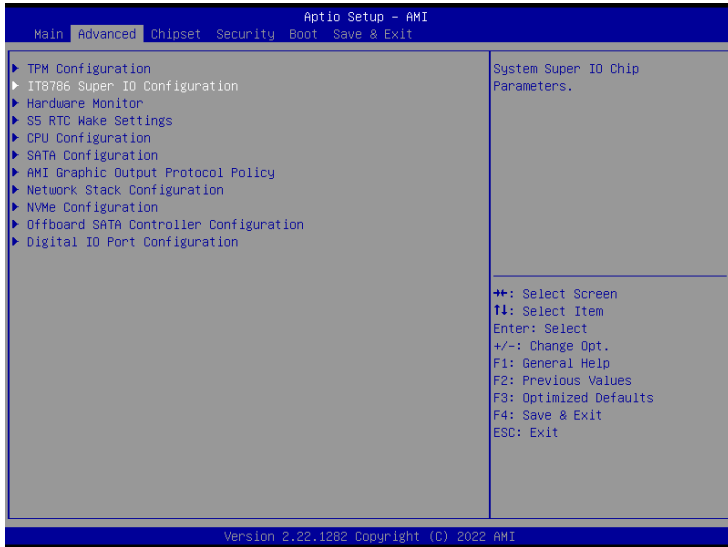 Aptio Setup – AMI
Main Advanced Chipset Security Boot Save & Exit
TPM Configuration
IT8786 Super IO Configuration
Hardware Monitor
S5 RTC Wake Settings
CPU Configuration
SATA Configuration
AMI Graphic Output Protocol Policy
Network Stack Configuration
NVMe Configuration
Offboard SATA Controller Configuration
Digital IO Port Configuration
System Super IO Chip
Parameters.
→←: Select Screen
↑↓: Select Item
Enter: Select
+/-: Change Opt.
F1: General Help
F2: Previous Values
F3: Optimized Defaults
F4: Save & Exit
ESC: Exit
Version 2.22.1282 Copyright (C) 2022 AMI